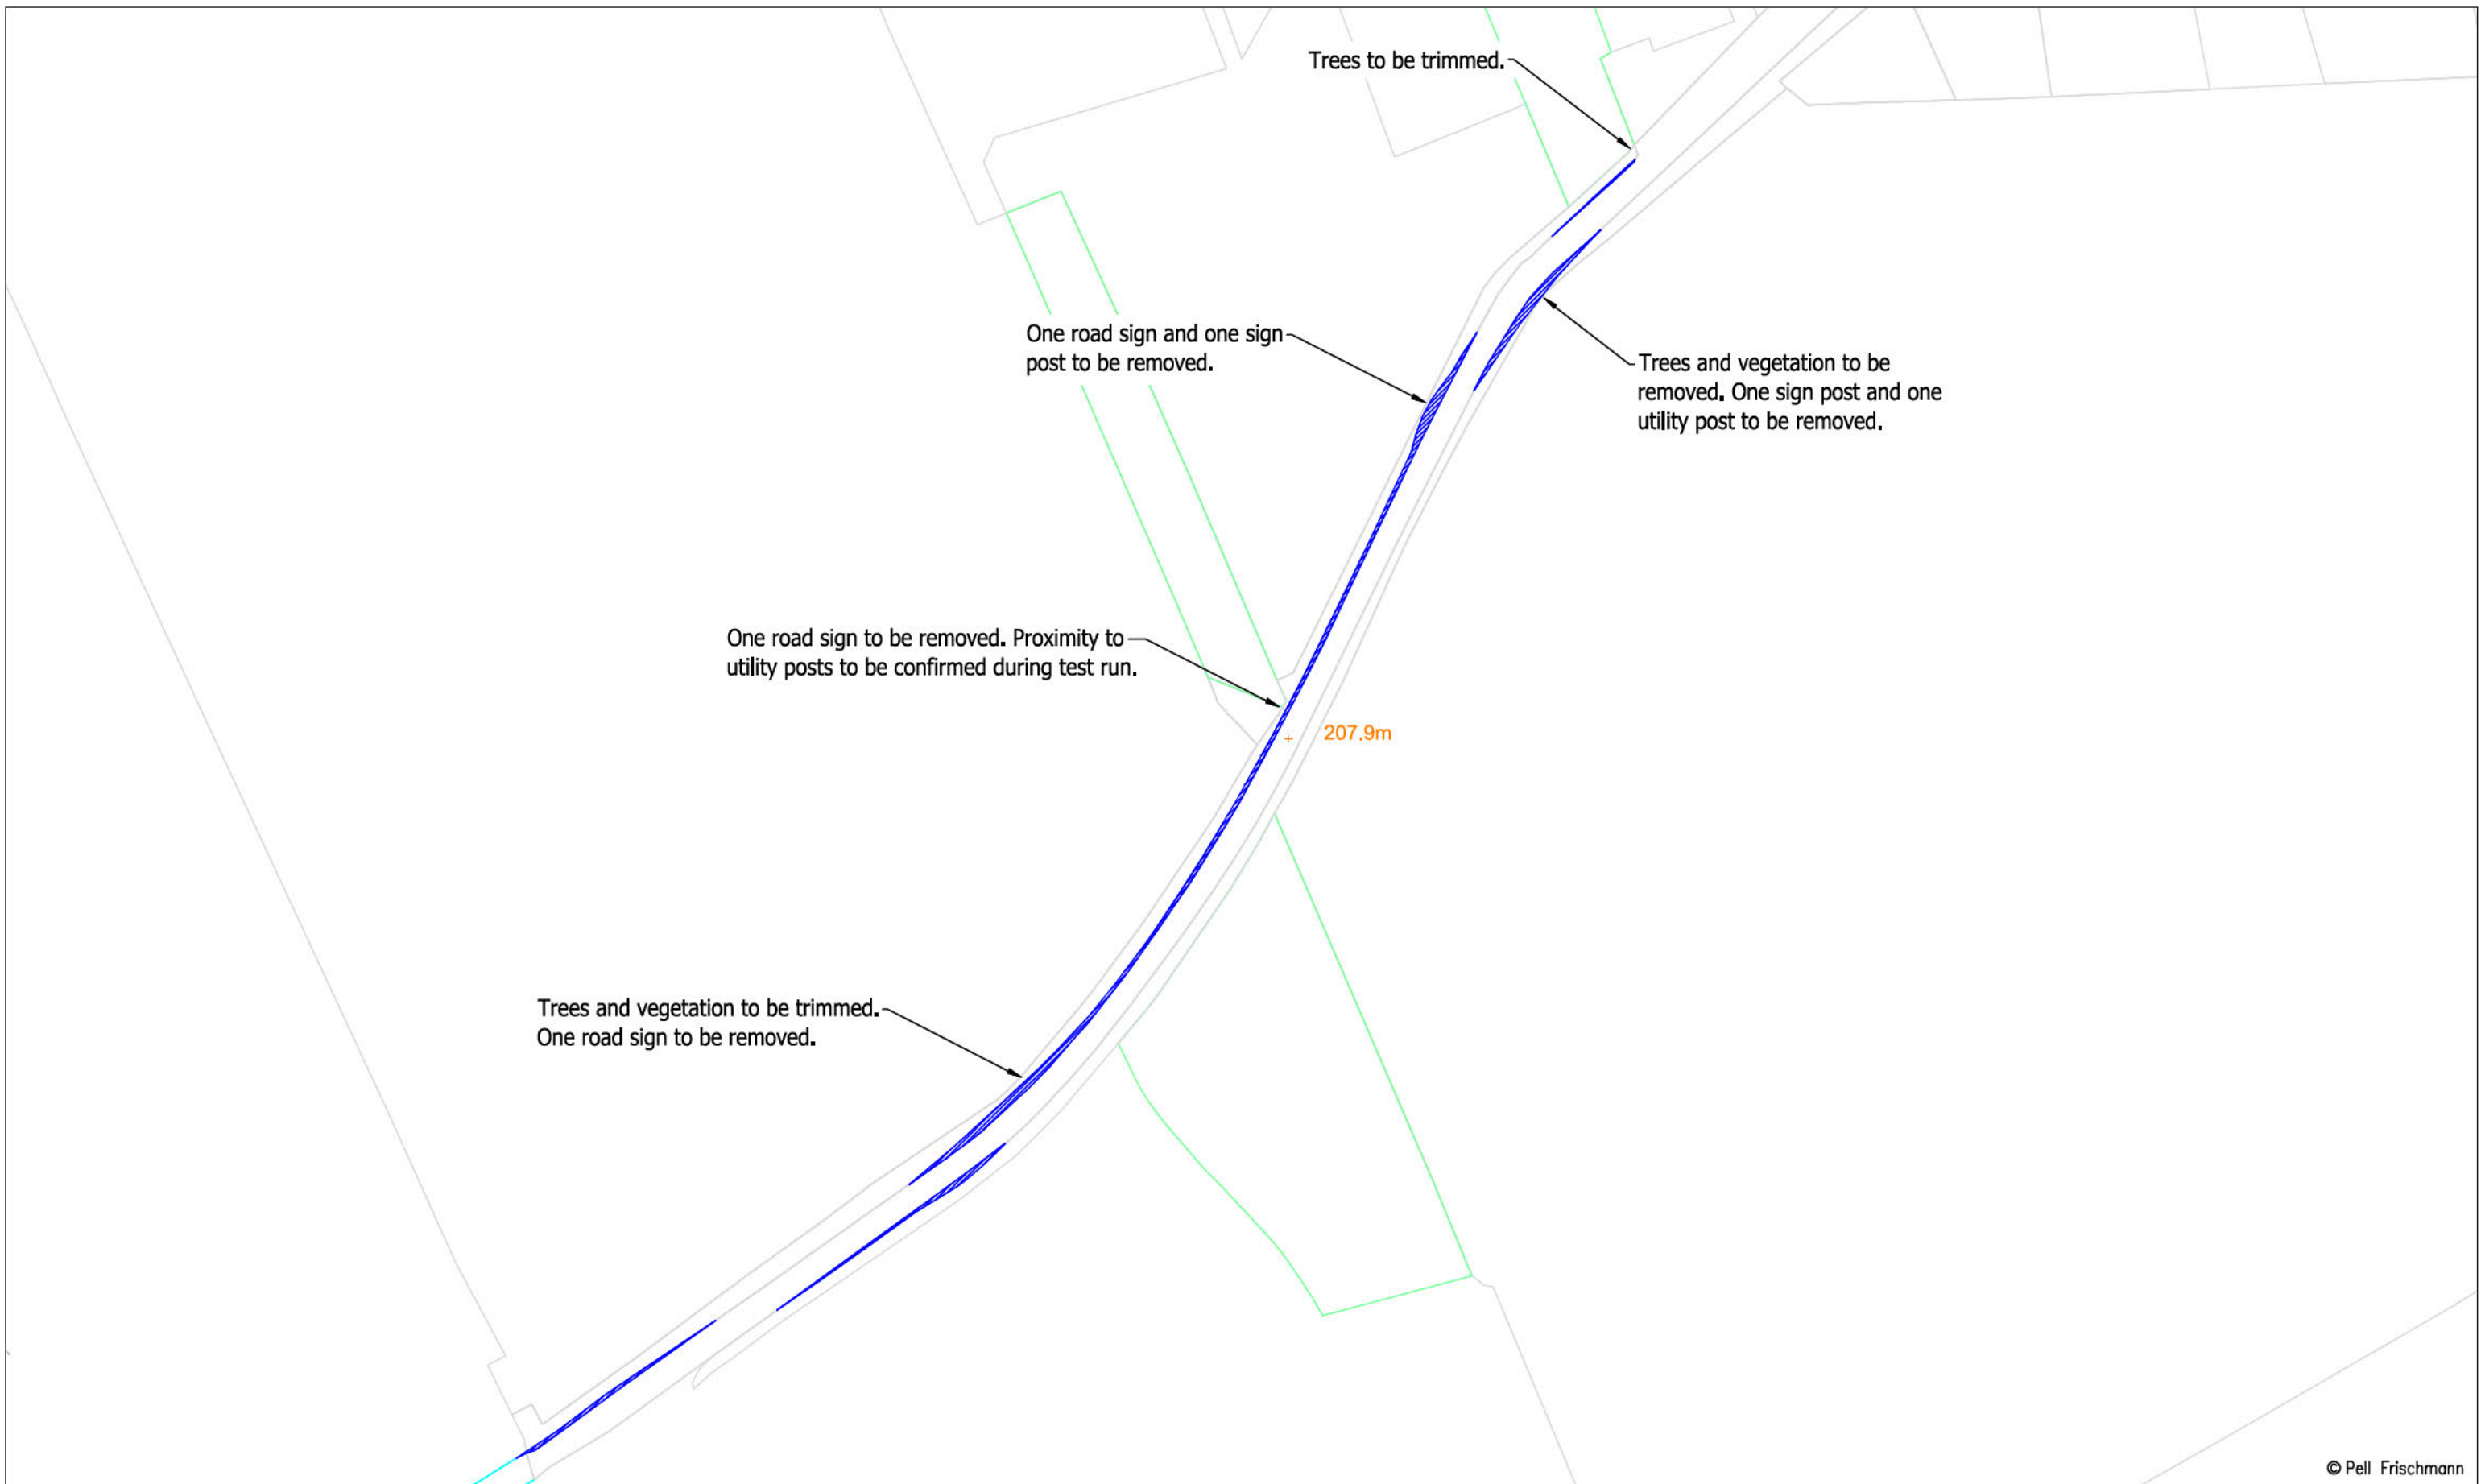 Trees to be trimmed.
One road sign and one sign
post to be removed.
Trees and vegetation to be
removed. One sign post and one
utility post to be removed.
One road sign to be removed. Proximity to
utility posts to be confirmed during test run.
207.9m
Trees and vegetation to be trimmed.
One road sign to be removed.
© Pell Frischmann